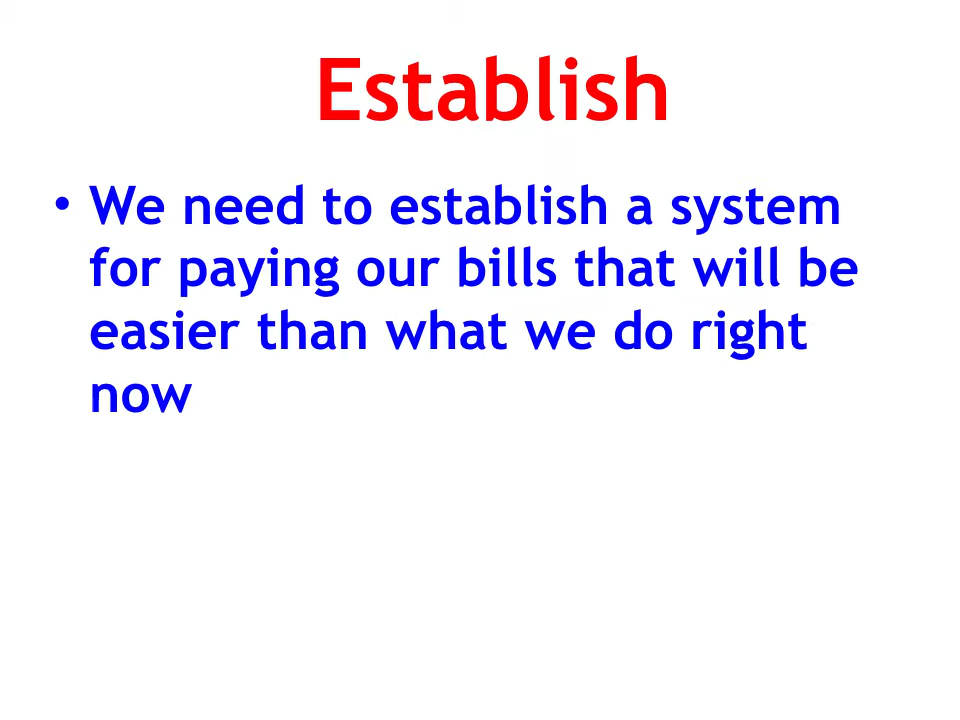 Establish
• We need to establish a system
for paying our bills that will be
easier than what we do right
now